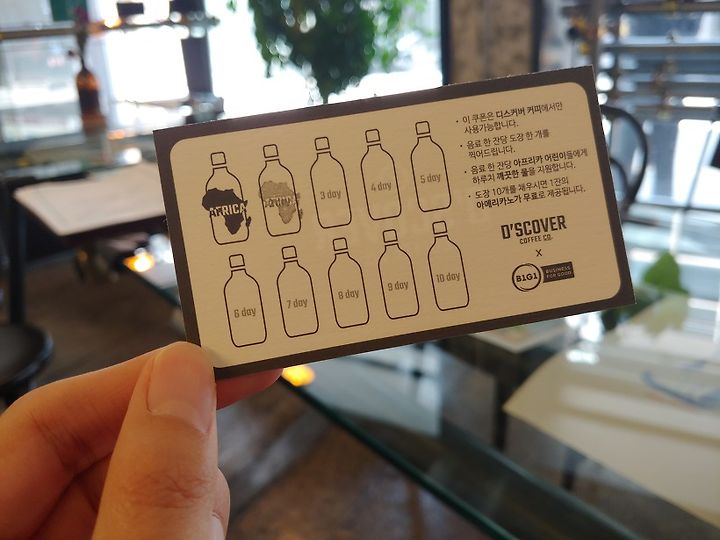 AFRICA
3 day
4 day
5 day
6 day
7 day
8 day
9 day
10 day
• 이 쿠폰은 디스커버 커피에서만
사용가능합니다.
• 음료 한 잔당 도장 한 개를
찍어드립니다.
• 음료 한 잔당 아프리카 어린이들에게
하루치 깨끗한 물을 지원합니다.
• 도장 10개를 채우시면 1잔의
아메리카노가 무료로 제공됩니다.
D'SCOVER
COFFEE CO.
X
B1G1
BUSINESS
FOR GOOD